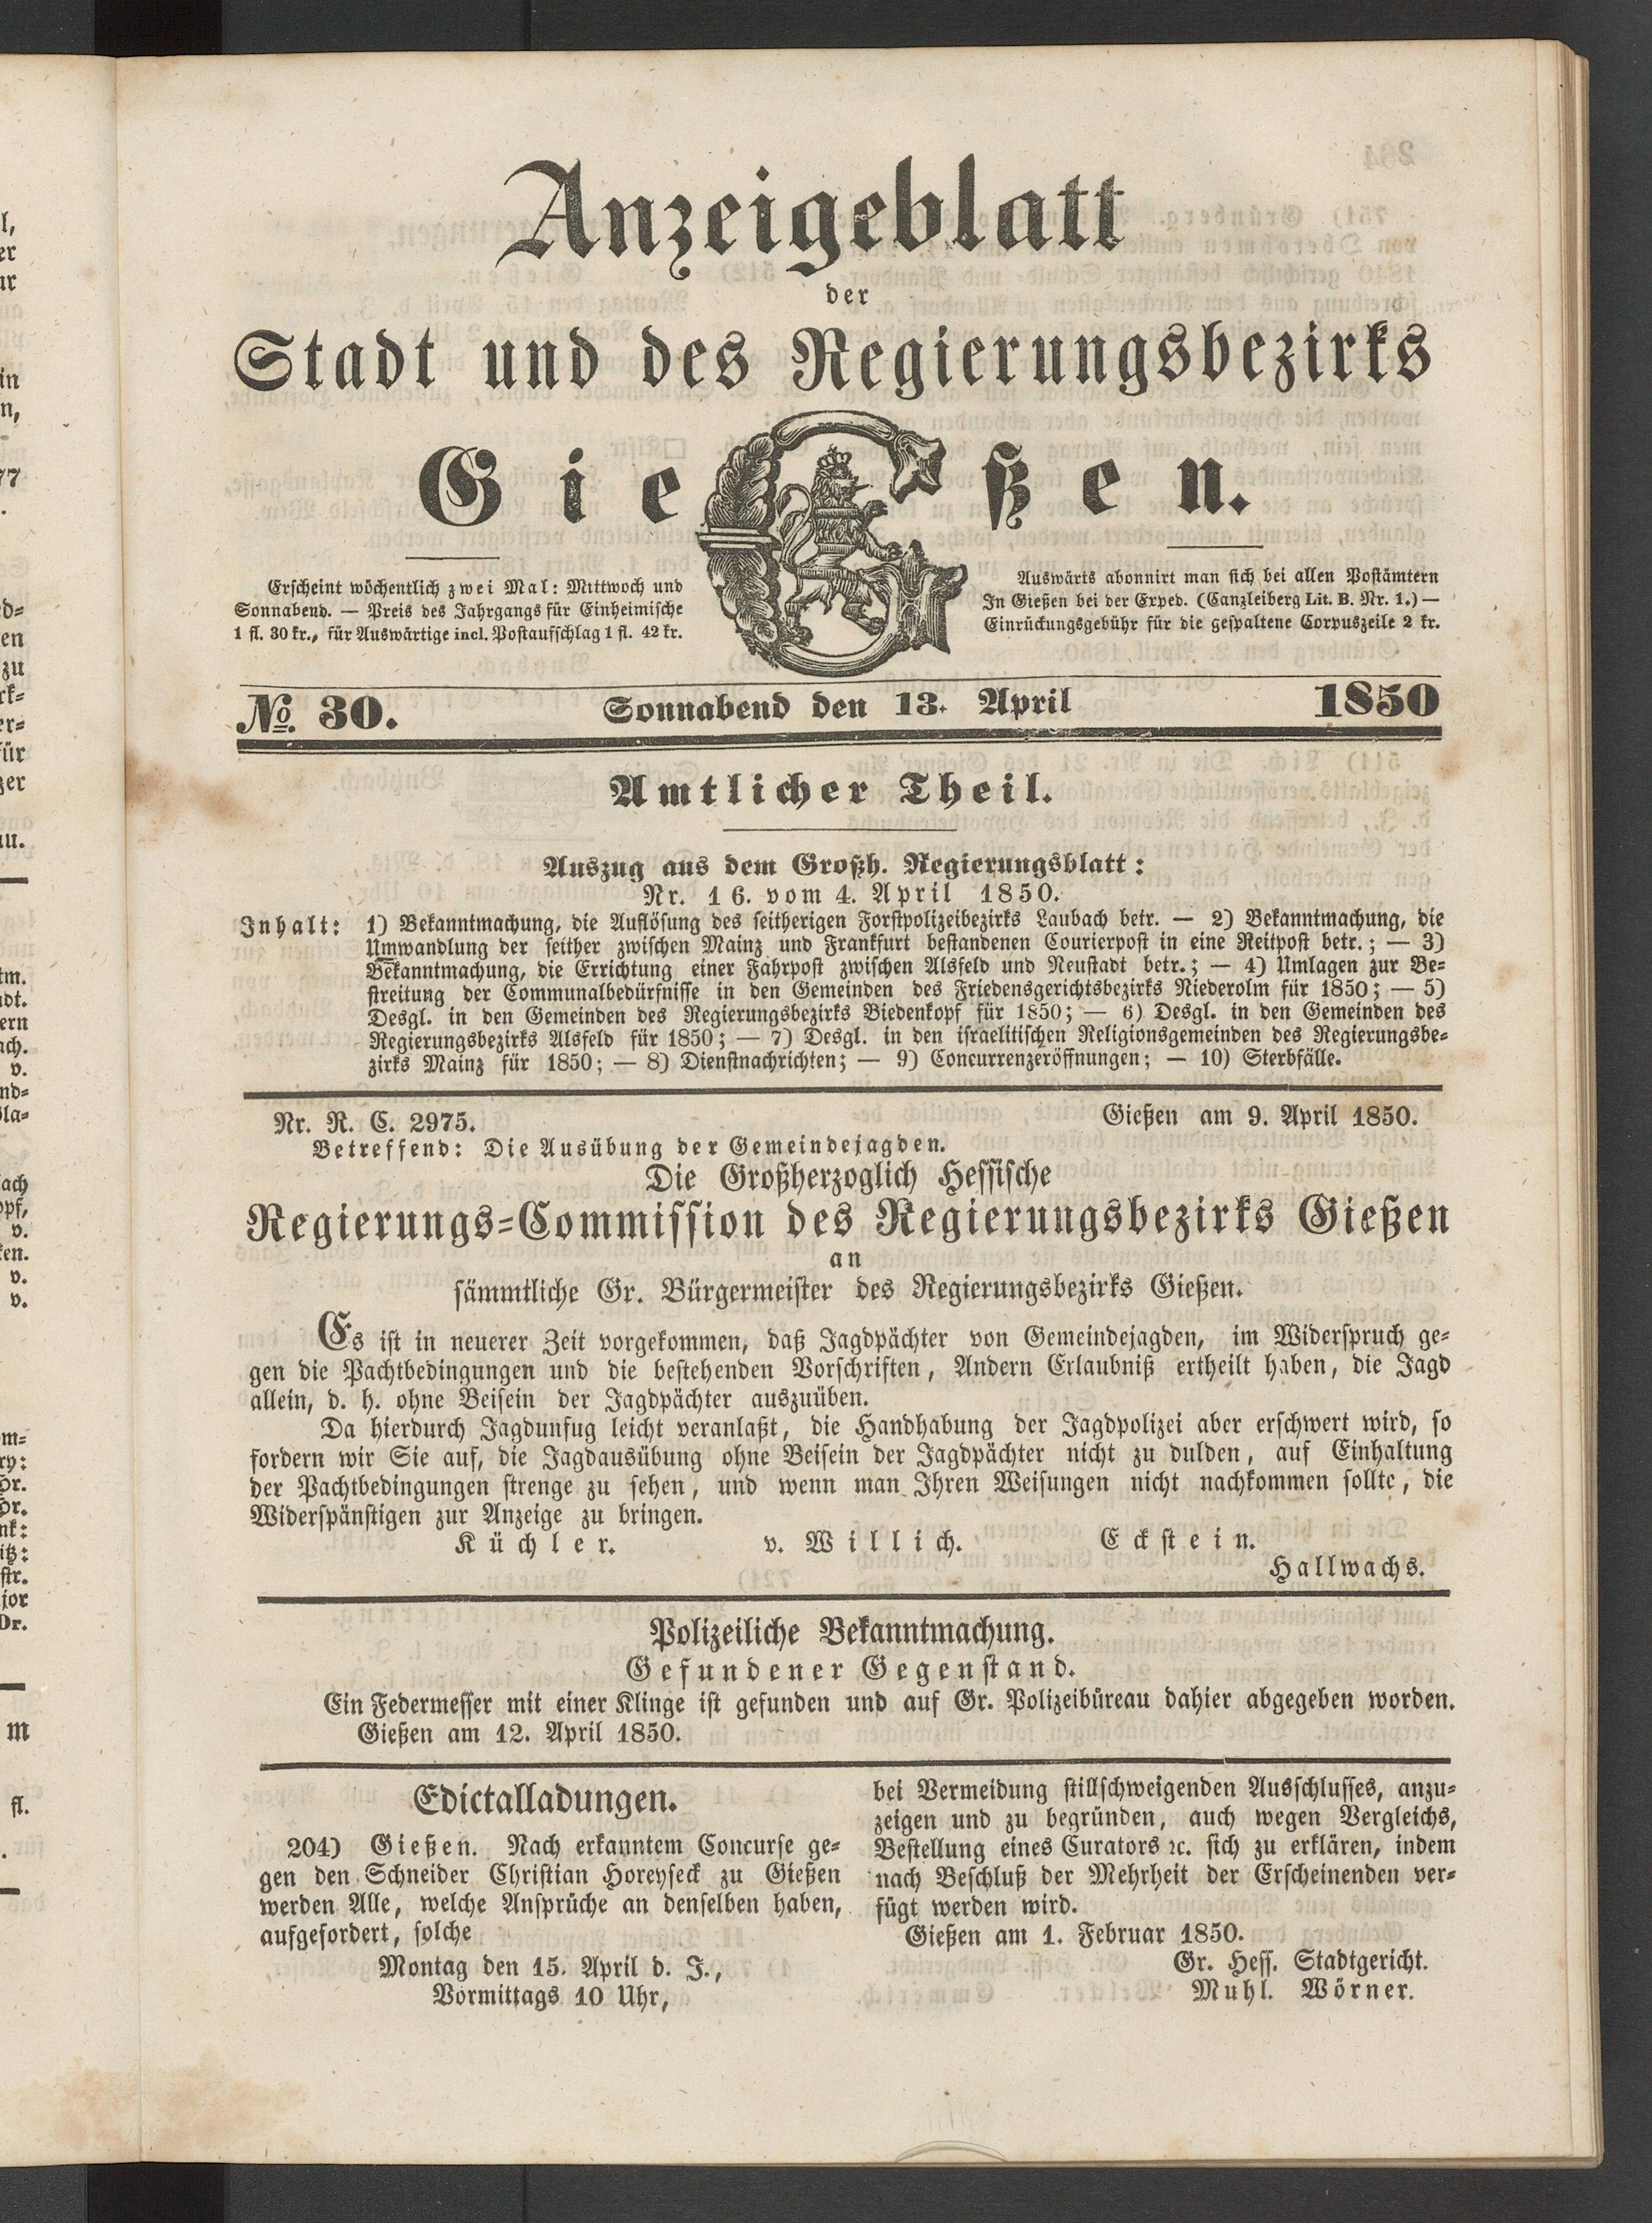 Anzeigeblatt
der
Stadt und des Regierungsbezirks
Gießen.
Erscheint wöchentlich zwei Mal: Mittwoch und
Sonnabend. — Preis des Jahrgangs für Einheimische
1 fl. 30 kr., für Auswärtige incl. Postaufschlag 1 fl. 42 kr.
Auswärts abonnirt man sich bei allen Postämtern
In Gießen bei der Exped. (Canzleiberg Lit. B. Nr. 1.) —
Einrückungsgebühr für die gespaltene Corpuszeile 2 kr.
No. 30. Sonnabend den 13. April 1850
Amtlicher Theil.
Auszug aus dem Großh. Regierungsblatt:
Nr. 16. vom 4. April 1850.
Inhalt: 1) Bekanntmachung, die Auflösung des seitherigen Forstpolizeibezirks Laubach betr. — 2) Bekanntmachung, die
Umwandlung der seither zwischen Mainz und Frankfurt bestandenen Courierpost in eine Reitpost betr.; — 3)
Bekanntmachung, die Errichtung einer Fahrpost zwischen Alsfeld und Neustadt betr.; — 4) Umlagen zur Be-
streitung der Communalbedürfnisse in den Gemeinden des Friedensgerichtsbezirks Niederolm für 1850; — 5)
Desgl. in den Gemeinden des Regierungsbezirks Biedenkopf für 1850; — 6) Desgl. in den Gemeinden des
Regierungsbezirks Alsfeld für 1850; — 7) Desgl. in den israelitischen Religionsgemeinden des Regierungsbe-
zirks Mainz für 1850; — 8) Dienstnachrichten; — 9) Concurrenzeröffnungen; — 10) Sterbfälle.
Nr. R. C. 2975. Gießen am 9. April 1850.
Betreffend: Die Ausübung der Gemeindejagden.
Die Großherzoglich Hessische
Regierungs-Commission des Regierungsbezirks Gießen
an
sämmtliche Gr. Bürgermeister des Regierungsbezirks Gießen.
Es ist in neuerer Zeit vorgekommen, daß Jagdpächter von Gemeindejagden, im Widerspruch ge-
gen die Pachtbedingungen und die bestehenden Vorschriften, Andern Erlaubniß ertheilt haben, die Jagd
allein, d. h. ohne Beisein der Jagdpächter auszuüben.
Da hierdurch Jagdunfug leicht veranlaßt, die Handhabung der Jagdpolizei aber erschwert wird, so
fordern wir Sie auf, die Jagdausübung ohne Beisein der Jagdpächter nicht zu dulden, auf Einhaltung
der Pachtbedingungen strenge zu sehen, und wenn man Ihren Weisungen nicht nachkommen sollte, die
Widerspänstigen zur Anzeige zu bringen.
Küchler. v. Willich. Eckstein.
Hallwachs.
Polizeiliche Bekanntmachung.
Gefundener Gegenstand.
Ein Federmesser mit einer Klinge ist gefunden und auf Gr. Polizeibüreau dahier abgegeben worden.
Gießen am 12. April 1850.
Edictalladungen.
204) Gießen. Nach erkanntem Concurse ge-
gen den Schneider Christian Horeyseck zu Gießen
werden Alle, welche Ansprüche an denselben haben,
aufgefordert, solche
Montag den 15. April d. J.,
Vormittags 10 Uhr,
bei Vermeidung stillschweigenden Ausschlusses, anzu-
zeigen und zu begründen, auch wegen Vergleichs,
Bestellung eines Curators ꝛc. sich zu erklären, indem
nach Beschluß der Mehrheit der Erscheinenden ver-
fügt werden wird.
Gießen am 1. Februar 1850.
Gr. Hess. Stadtgericht.
Muhl. Wörner.